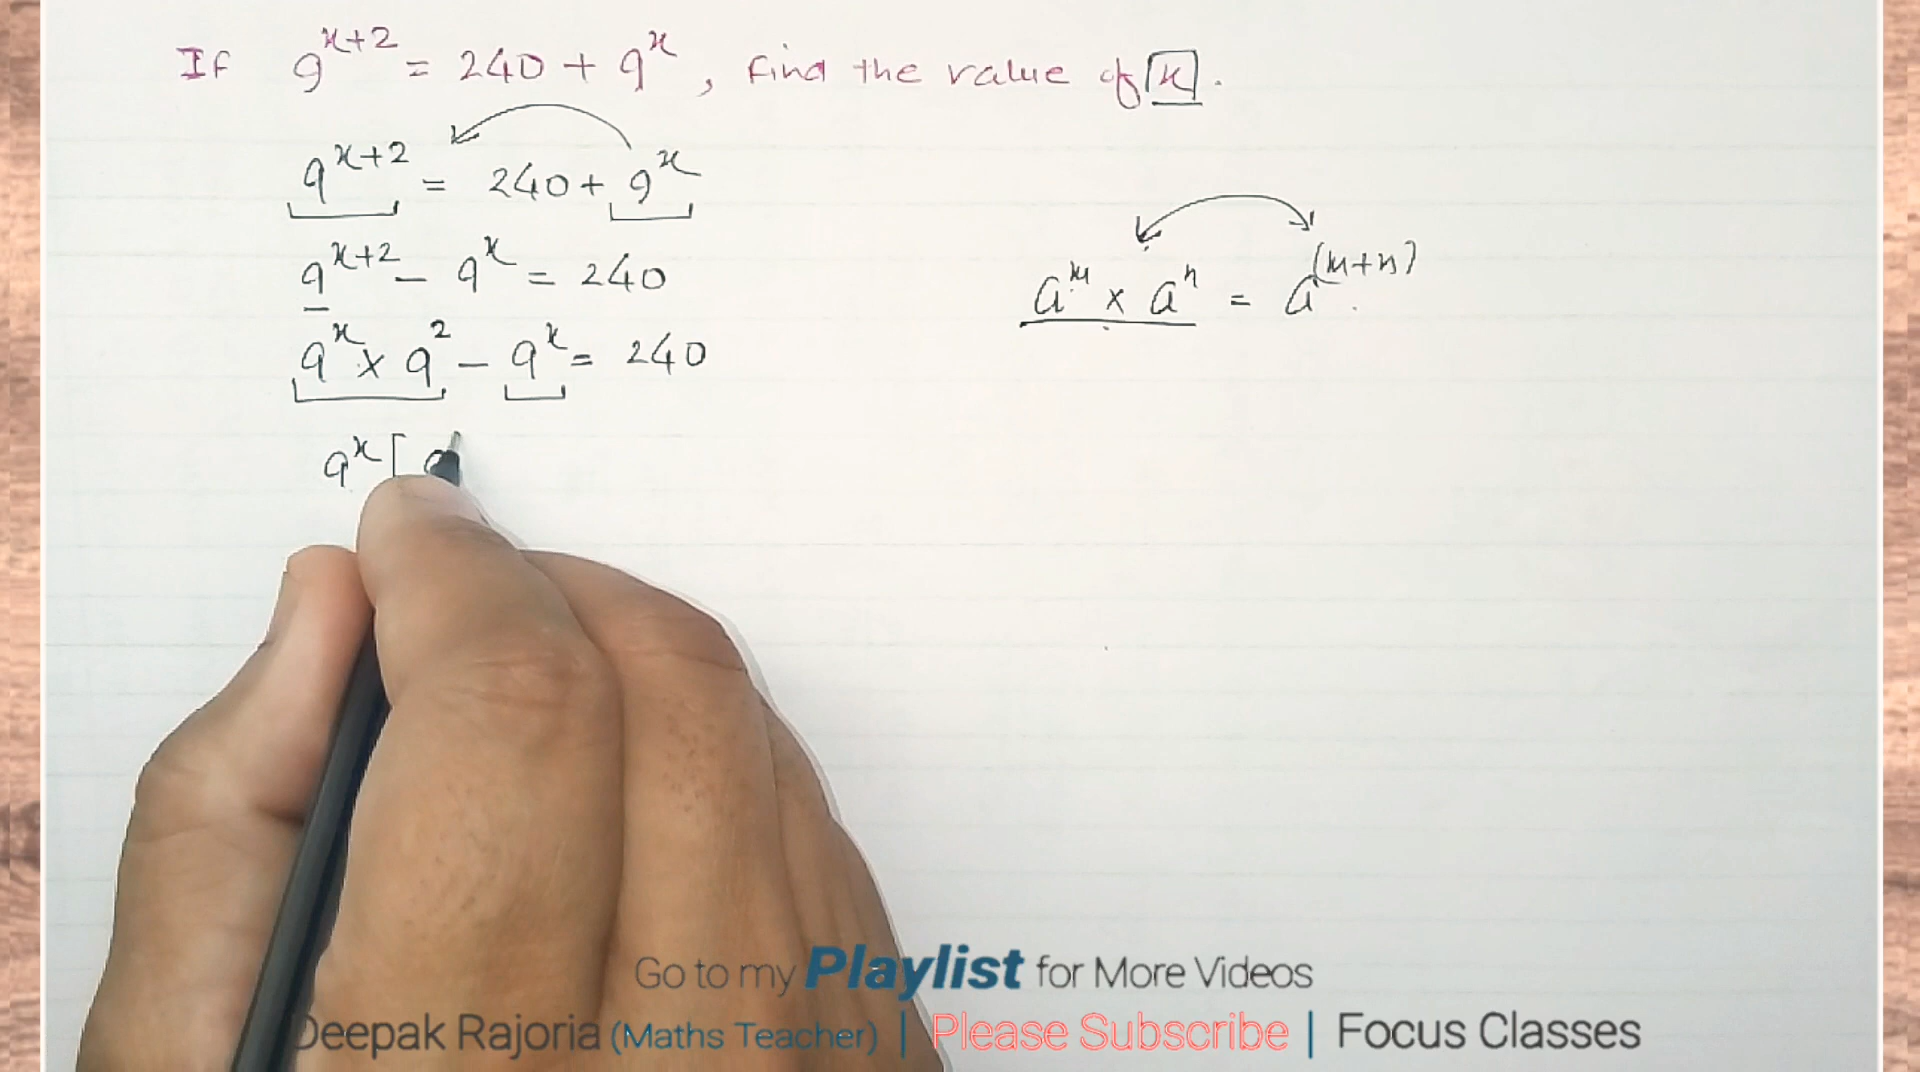 If 9^{x+2} = 240 + 9^x, find the value of x.
9^{x+2} = 240 + 9^x
9^{x+2} - 9^x = 240
9^x × 9^2 - 9^x = 240
9^x [
a^m × a^n = a^{(m+n)}
Go to my Playlist for More Videos
Deepak Rajoria (Maths Teacher) | Please Subscribe | Focus Classes